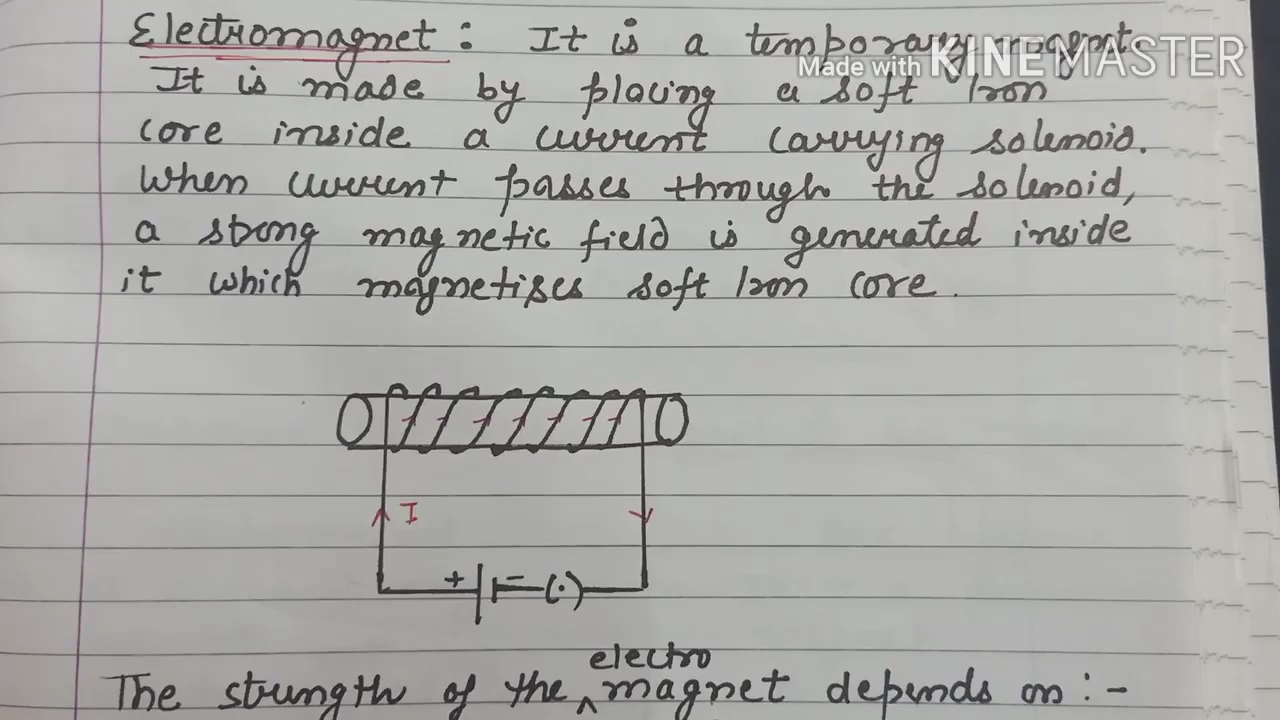 Electromagnet : It is a temporary magnet.
Made with KINEMASTER
It is made by placing a soft Iron
core inside a current carrying solenoid.
When current passes through the solenoid,
a strong magnetic field is generated inside
it which magnetises soft Iron core.
I
+ - (·)
electro
The strength of the ^ magnet depends on :-